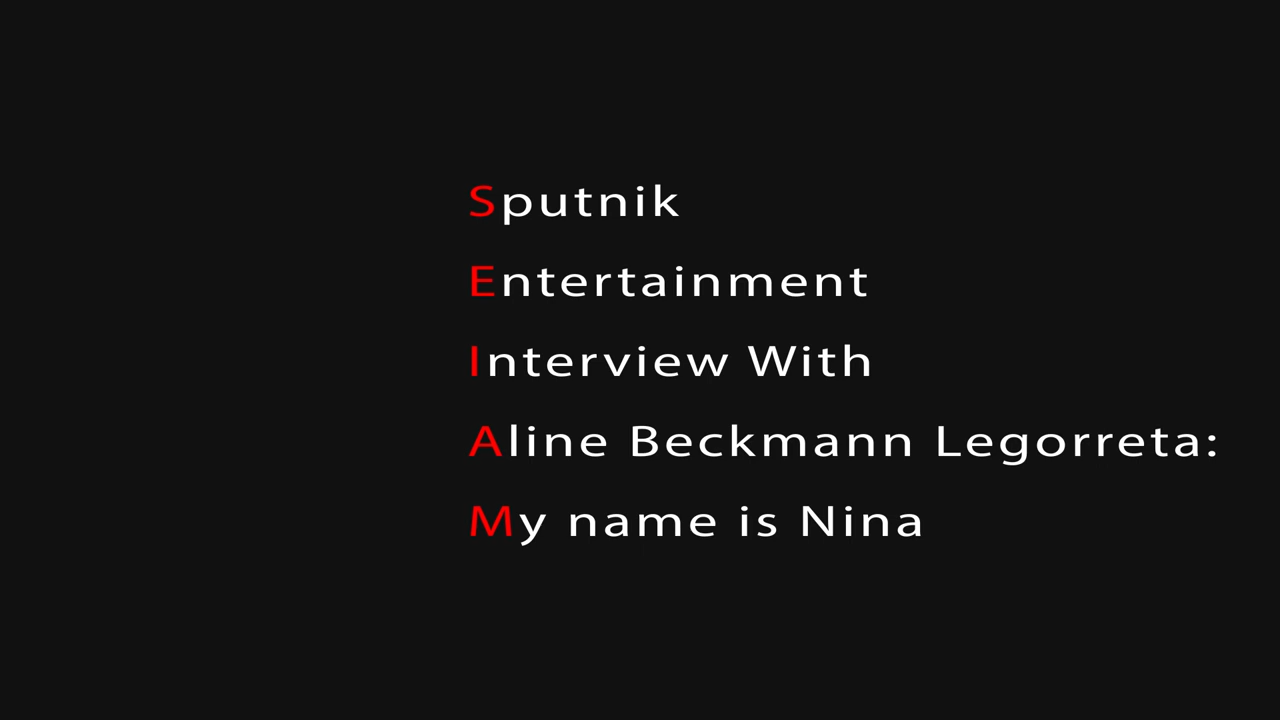 Sputnik
Entertainment
Interview With
Aline Beckmann Legorreta:
My name is Nina